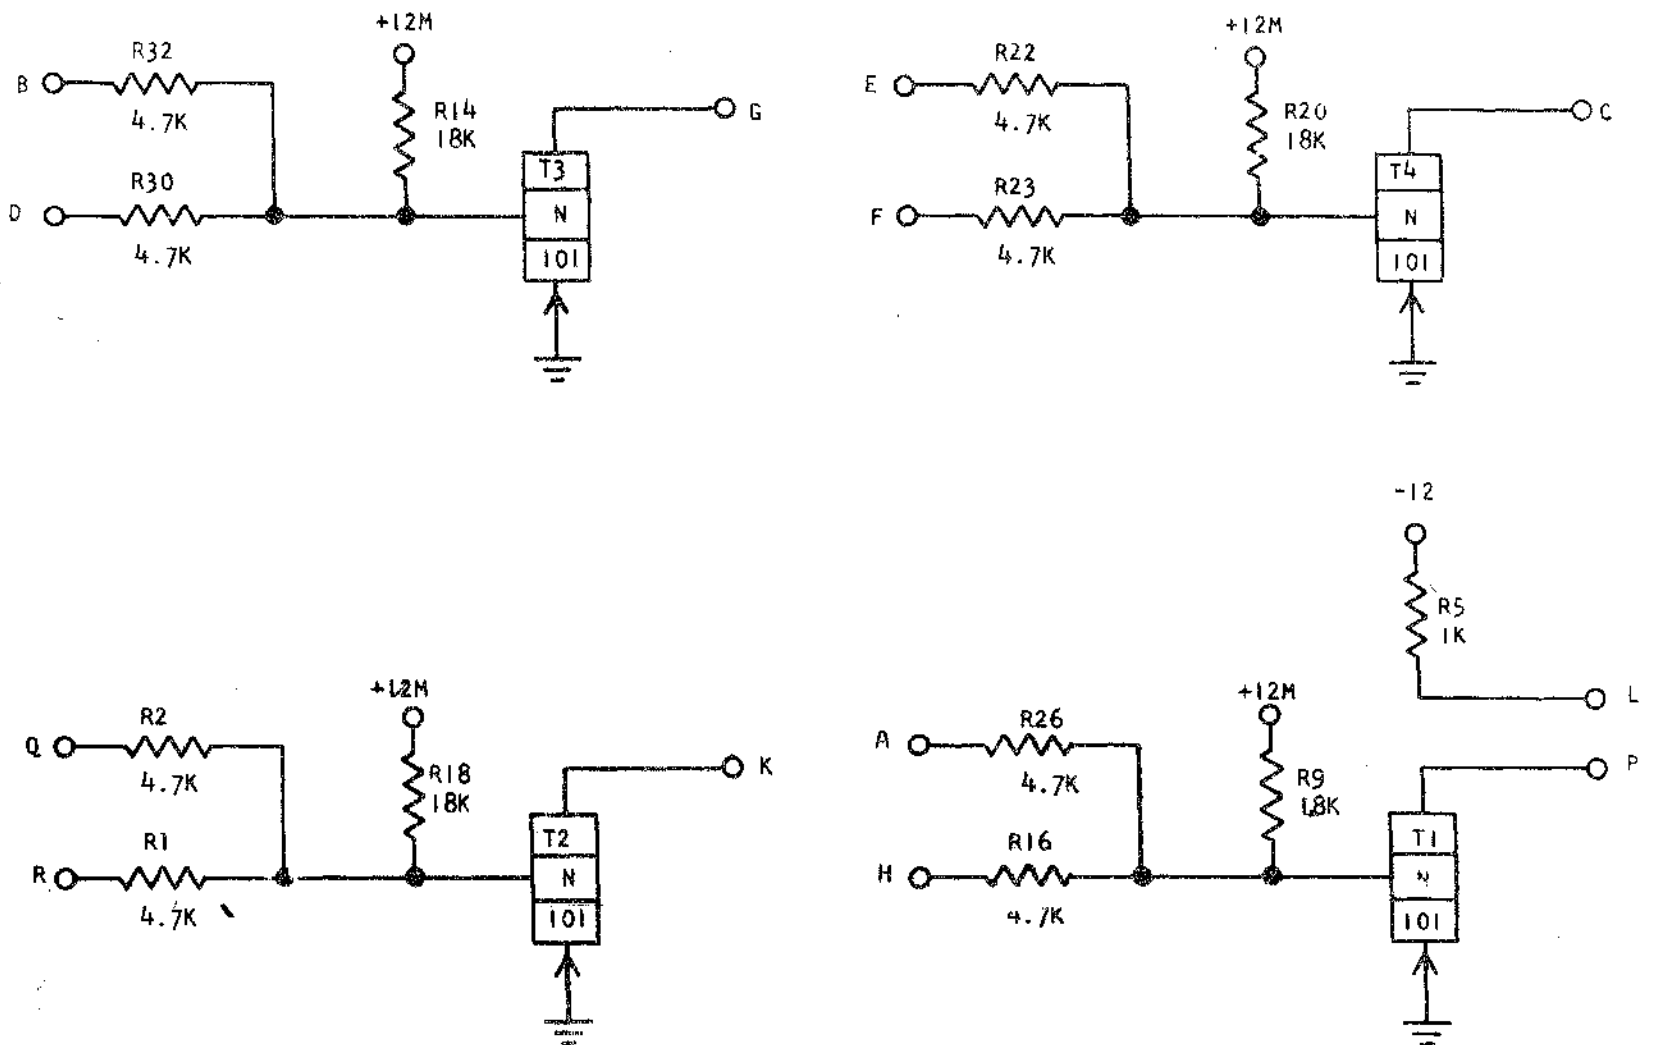 +12M
R32
B
4.7K
R14
18K
G
T3
R30
D
N
4.7K
101
+12M
R22
E
4.7K
R20
18K
C
T4
R23
F
N
4.7K
101
-12
R5
1K
L
+12M
R2
Q
4.7K
R18
18K
K
T2
R1
R
N
4.7K
101
+12M
R26
A
4.7K
R9
18K
P
T1
R16
H
N
4.7K
101